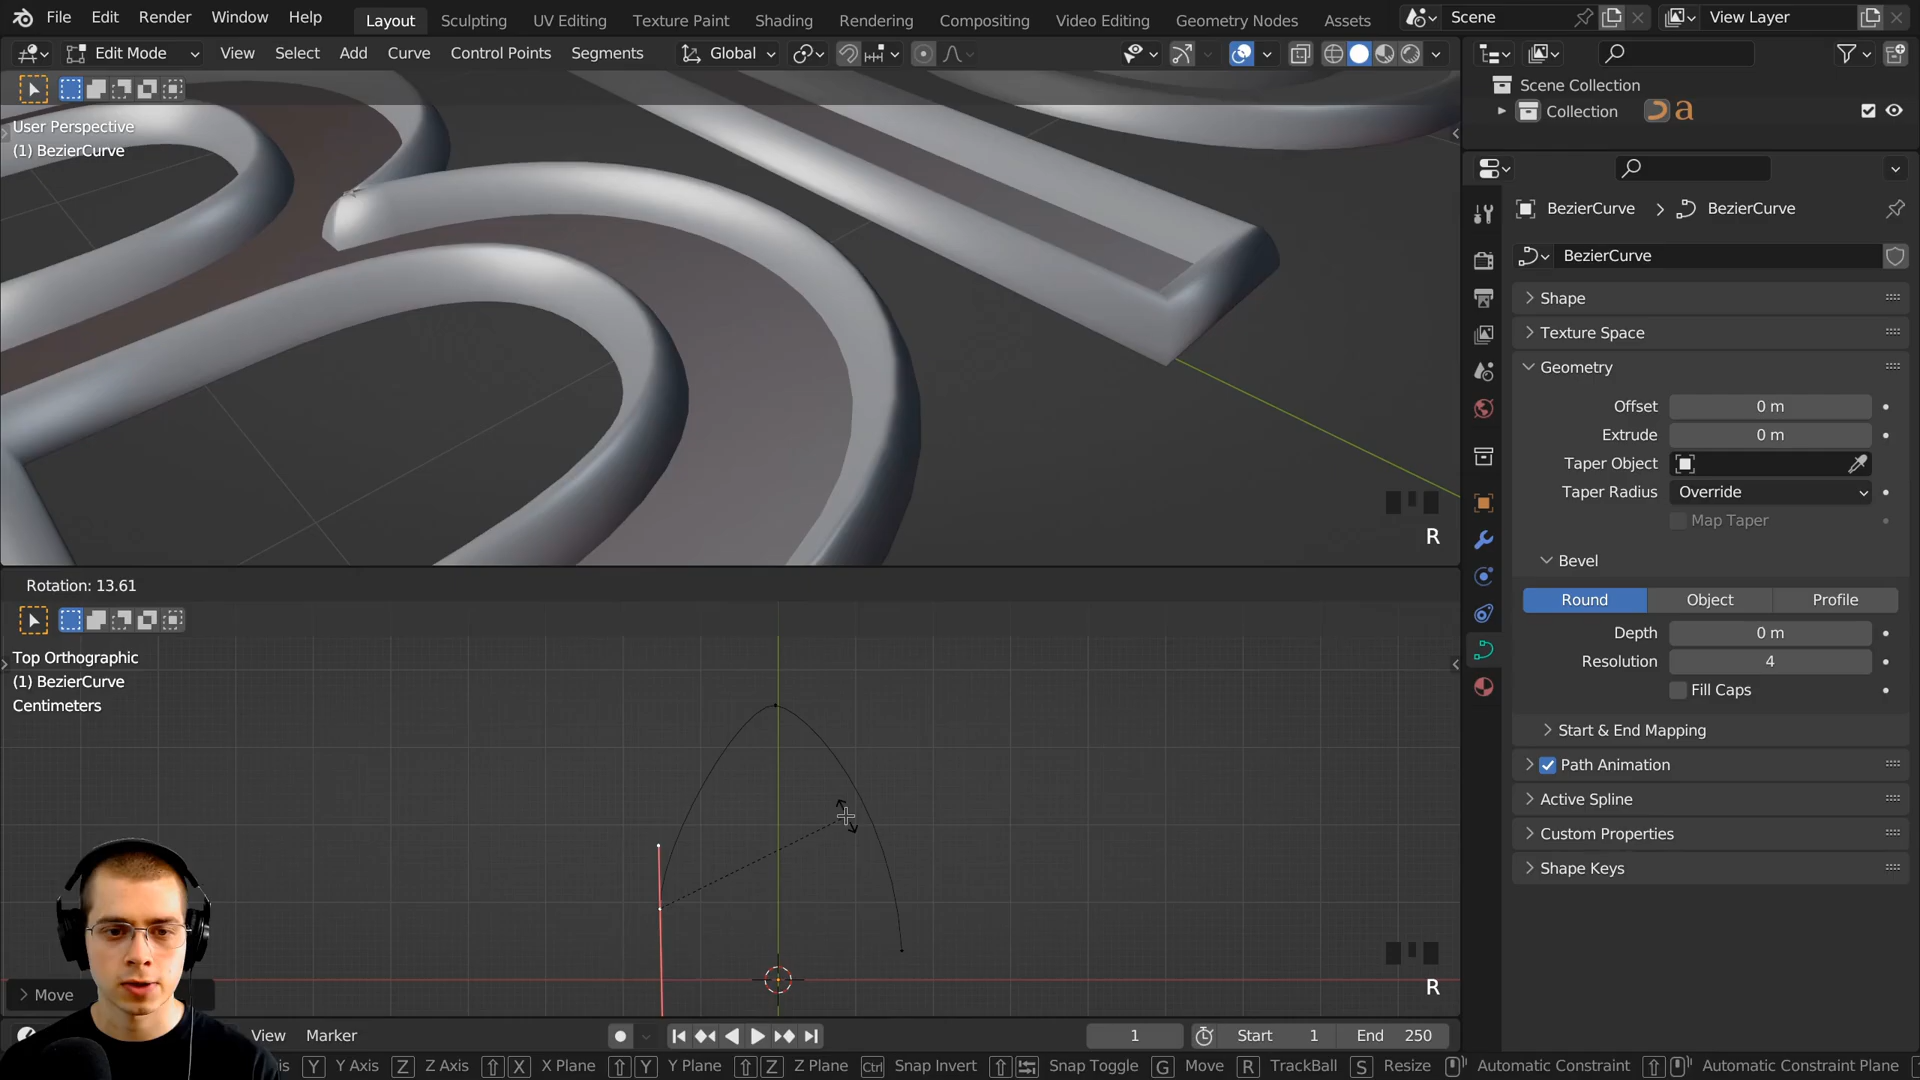 File Edit Render Window Help Layout Sculpting UV Editing Texture Paint Shading Rendering Compositing Video Editing Geometry Nodes Assets Scene View Layer
Edit Mode View Select Add Curve Control Points Segments Global
User Perspective
(1) BezierCurve
R
Scene Collection
Collection
BezierCurve > BezierCurve
BezierCurve
Shape
Texture Space
Geometry
Offset 0 m
Extrude 0 m
Taper Object
Taper Radius Override
Map Taper
Bevel
Round Object Profile
Depth 0 m
Resolution 4
Fill Caps
Start & End Mapping
Path Animation
Active Spline
Custom Properties
Shape Keys
Rotation: 13.61
Top Orthographic
(1) BezierCurve
Centimeters
R
Move
View Marker 1 Start 1 End 250
Y Y Axis Z Z Axis X X Plane Y Y Plane Z Z Plane Ctrl Snap Invert Snap Toggle G Move R TrackBall S Resize Automatic Constraint Automatic Constraint Plane